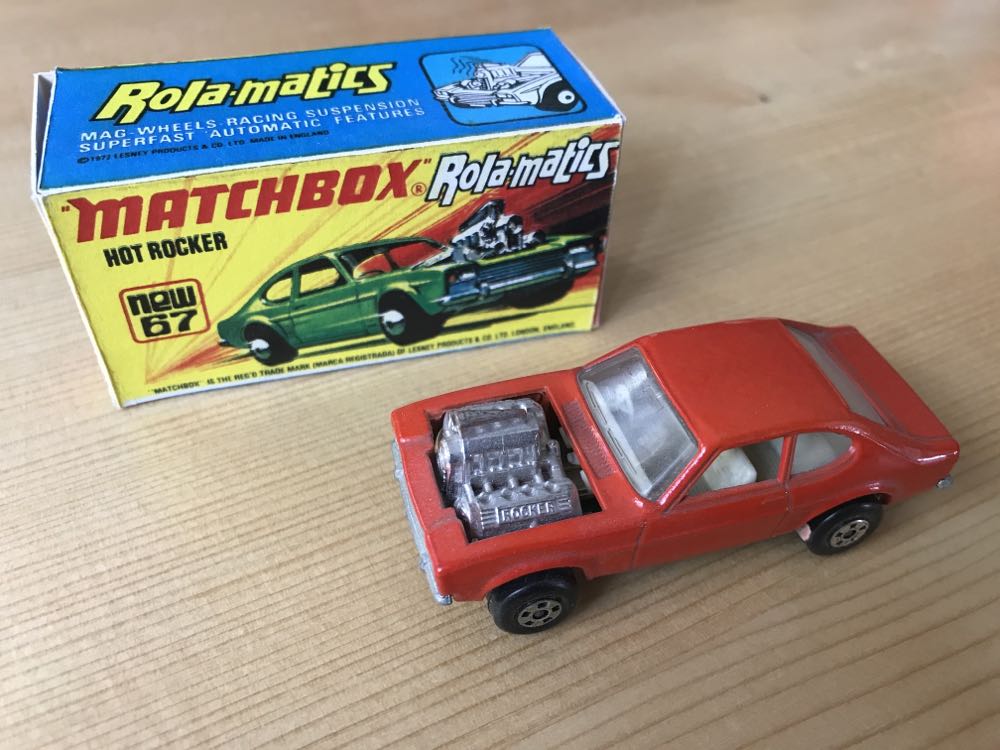 Rola-matics
MAG-WHEELS-RACING SUSPENSION
SUPERFAST AUTOMATIC FEATURES
©1972 LESNEY PRODUCTS & CO. LTD. MADE IN ENGLAND
"MATCHBOX"® Rola-matics
HOT ROCKER
new
67
"MATCHBOX" IS THE REG'D TRADE MARK (MARCA REGISTRADA) OF LESNEY PRODUCTS & CO. LTD. LONDON, ENGLAND.
ROCKER